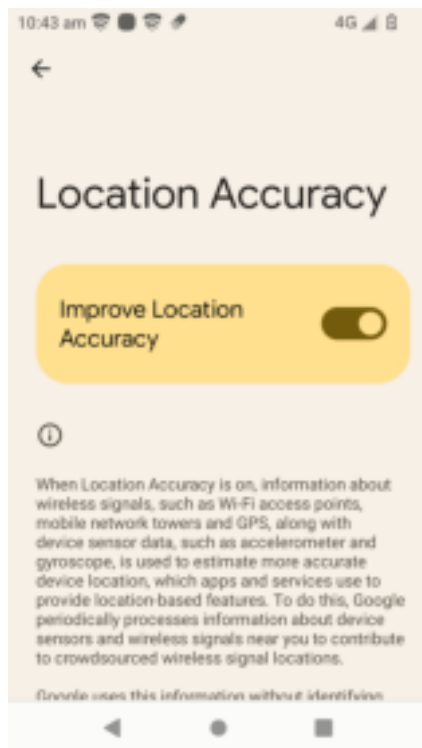 10:43 am
4G
Location Accuracy
Improve Location
Accuracy
When Location Accuracy is on, information about
wireless signals, such as Wi-Fi access points,
mobile network towers and GPS, along with
device sensor data, such as accelerometer and
gyroscope, is used to estimate more accurate
device location, which apps and services use to
provide location-based features. To do this, Google
periodically processes information about device
sensors and wireless signals near you to contribute
to crowdsourced wireless signal locations.
Google uses this information without identifying